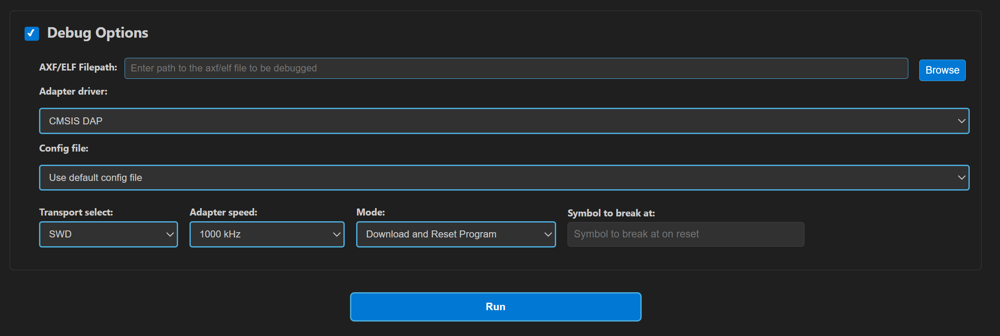 Debug Options
AXF/ELF Filepath: Enter path to the axf/elf file to be debugged Browse
Adapter driver:
CMSIS DAP
Config file:
Use default config file
Transport select: Adapter speed: Mode: Symbol to break at:
SWD 1000 kHz Download and Reset Program Symbol to break at on reset
Run